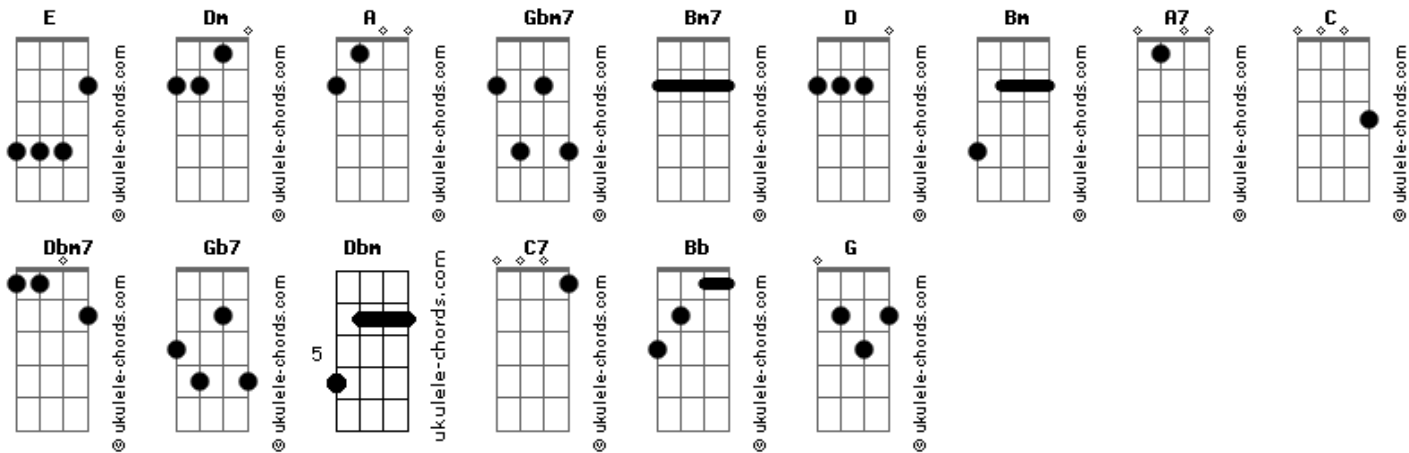 E Dm A Gbm7 Bm7 D Bm A7 C
© ukulele-chords.com © ukulele-chords.com © ukulele-chords.com © ukulele-chords.com © ukulele-chords.com © ukulele-chords.com © ukulele-chords.com © ukulele-chords.com © ukulele-chords.com
Dbm7 Gb7 Dbm C7 Bb G
5
© ukulele-chords.com © ukulele-chords.com ukulele-chords.com © ukulele-chords.com © ukulele-chords.com © ukulele-chords.com